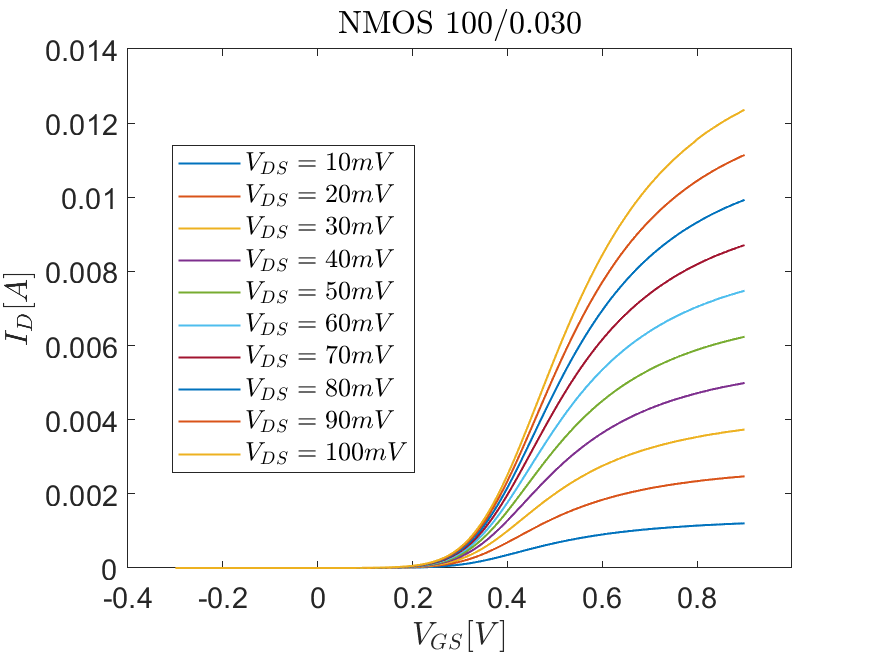 NMOS 100/0.030
0.014
0.012
0.01
0.008
0.006
0.004
0.002
0
I_D[A]
V_DS = 10mV
V_DS = 20mV
V_DS = 30mV
V_DS = 40mV
V_DS = 50mV
V_DS = 60mV
V_DS = 70mV
V_DS = 80mV
V_DS = 90mV
V_DS = 100mV
-0.4 -0.2 0 0.2 0.4 0.6 0.8
V_GS[V]